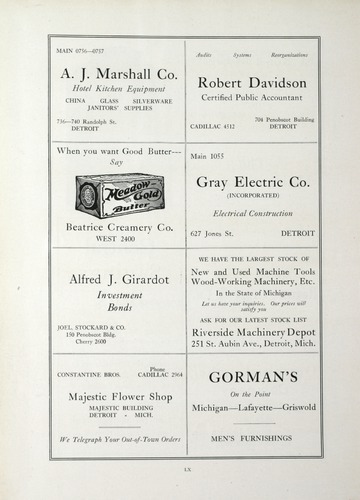 MAIN 0756—0757
A. J. Marshall Co.
Hotel Kitchen Equipment
CHINA GLASS SILVERWARE
JANITORS' SUPPLIES
736—740 Randolph St.
DETROIT
Audits Systems Reorganizations
Robert Davidson
Certified Public Accountant
704 Penobscot Building
CADILLAC 4512 DETROIT
When you want Good Butter---
Say
Meadow-
Gold
Butter
Beatrice Creamery Co.
WEST 2400
Main 1055
Gray Electric Co.
(INCORPORATED)
Electrical Construction
627 Jones St. DETROIT
Alfred J. Girardot
Investment
Bonds
JOEL STOCKARD & CO.
150 Penobscot Bldg.
Cherry 2600
WE HAVE THE LARGEST STOCK OF
New and Used Machine Tools
Wood-Working Machinery, Etc.
In the State of Michigan
Let us have your inquiries. Our prices will
satisfy you
ASK FOR OUR LATEST STOCK LIST
Riverside Machinery Depot
251 St. Aubin Ave., Detroit, Mich.
Phone
CONSTANTINE BROS. CADILLAC 2964
Majestic Flower Shop
MAJESTIC BUILDING
DETROIT - MICH.
We Telegraph Your Out-of-Town Orders
GORMAN'S
On the Point
Michigan—Lafayette—Griswold
MEN'S FURNISHINGS
LX